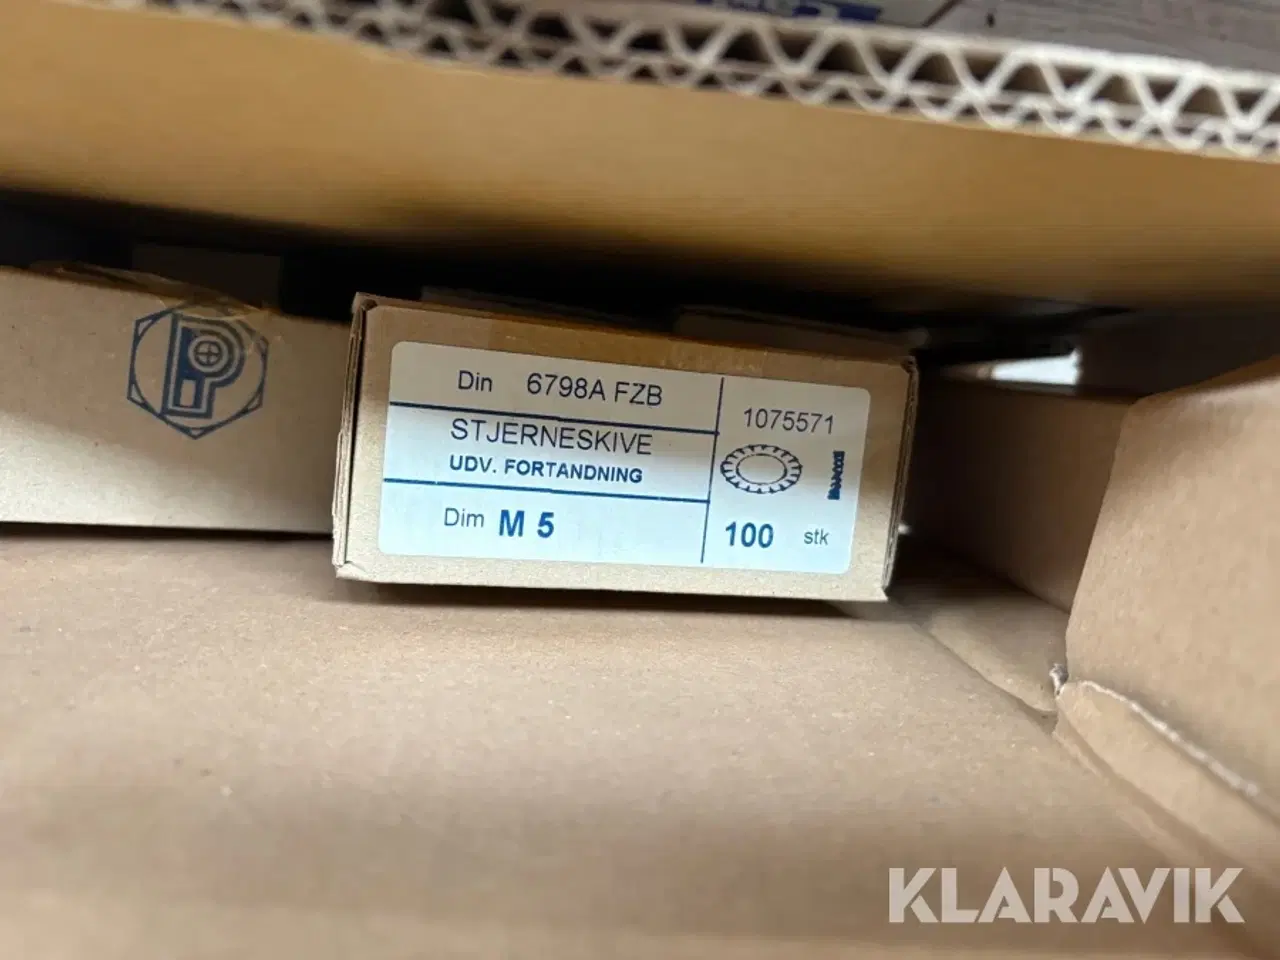 Din 6798A FZB
STJERNESKIVE
UDV. FORTANDNING
Dim M 5
1075571
100 stk
P
KLARAVIK